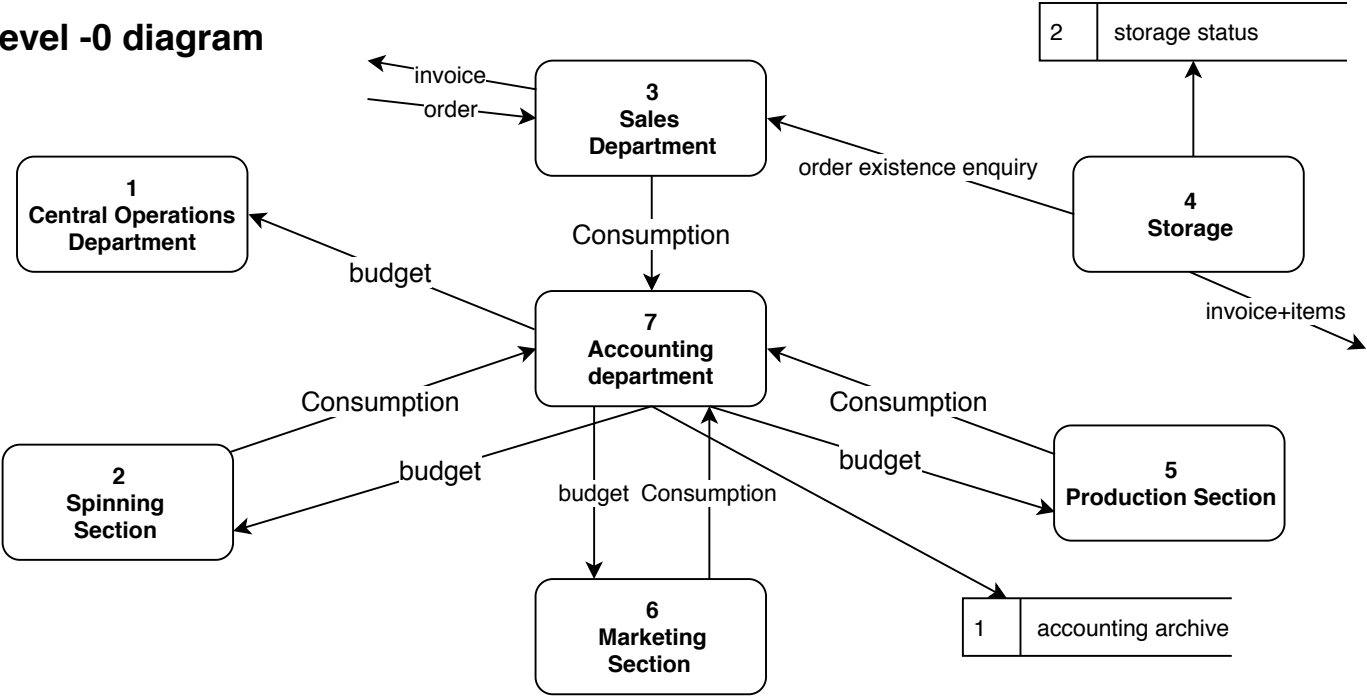 evel -0 diagram
2
storage status
invoice
order
3
Sales
Department
order existence enquiry
1
Central Operations
Department
4
Storage
Consumption
budget
invoice+items
7
Accounting
department
Consumption
Consumption
budget
budget
2
Spinning
Section
5
Production Section
budget
Consumption
6
Marketing
Section
1
accounting archive